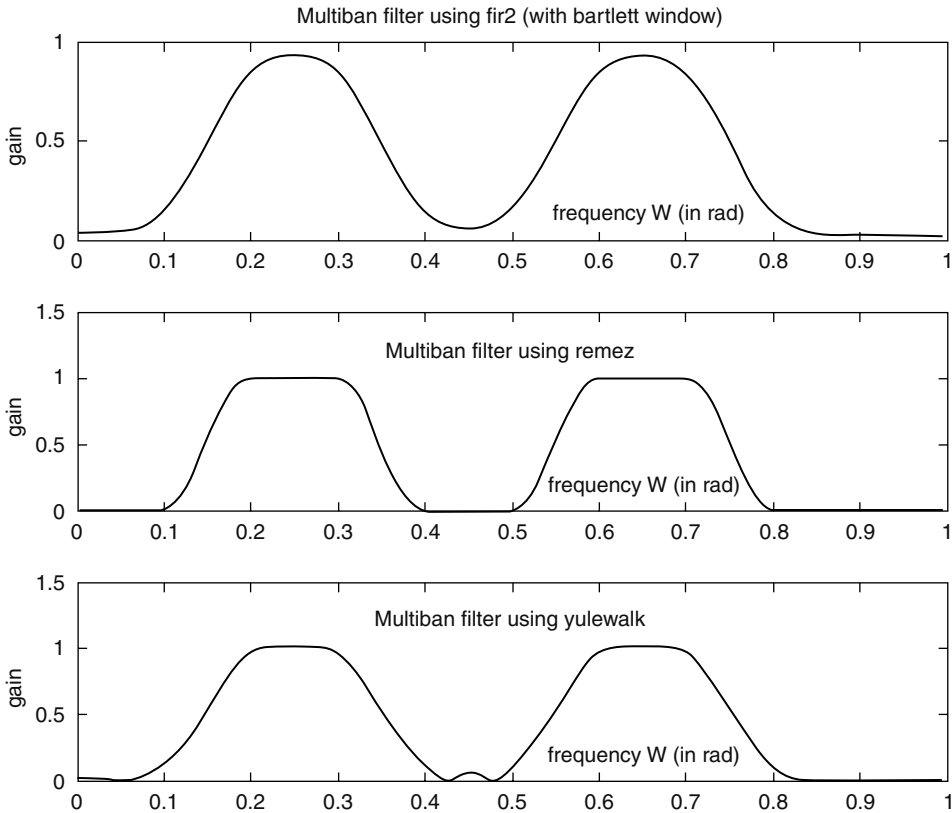 Multiban filter using fir2 (with bartlett window)
1
0.5
0
gain
frequency W (in rad)
0 0.1 0.2 0.3 0.4 0.5 0.6 0.7 0.8 0.9 1
1.5
1
0.5
0
gain
Multiban filter using remez
frequency W (in rad)
0 0.1 0.2 0.3 0.4 0.5 0.6 0.7 0.8 0.9 1
1.5
1
0.5
0
gain
Multiban filter using yulewalk
frequency W (in rad)
0 0.1 0.2 0.3 0.4 0.5 0.6 0.7 0.8 0.9 1